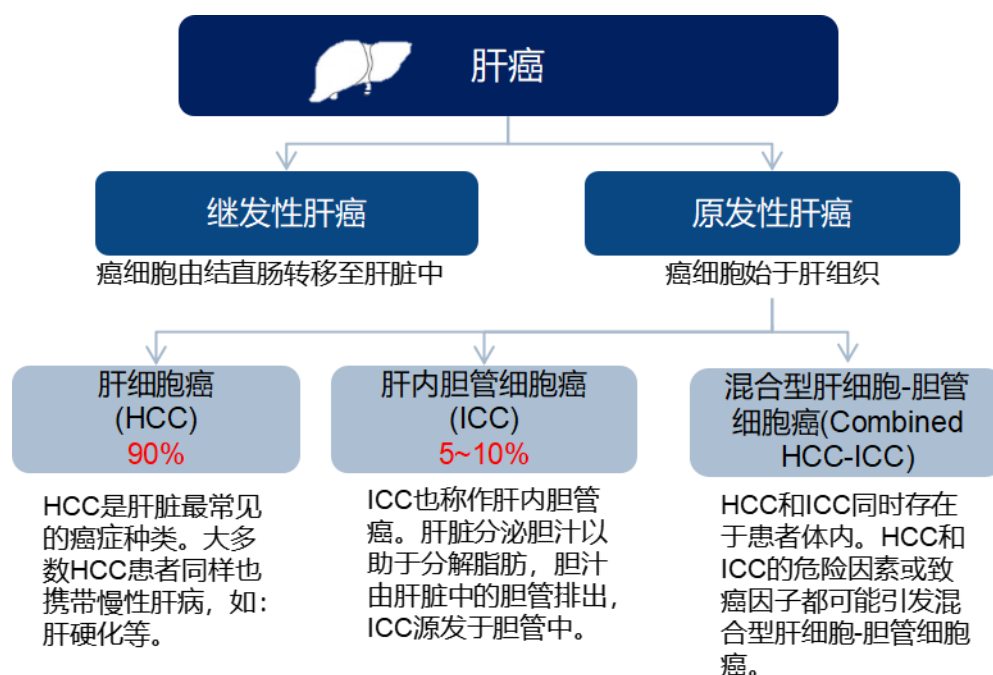 肝癌
继发性肝癌
原发性肝癌
癌细胞由结直肠转移至肝脏中
癌细胞始于肝组织
肝细胞癌
(HCC)
90%
肝内胆管细胞癌
(ICC)
5~10%
混合型肝细胞-胆管
细胞癌(Combined
HCC-ICC)
HCC是肝脏最常见
的癌症种类。大多
数HCC患者同样也
携带慢性肝病，如：
肝硬化等。
ICC也称作肝内胆管
癌。肝脏分泌胆汁以
助于分解脂肪，胆汁
由肝脏中的胆管排出，
ICC源发于胆管中。
HCC和ICC同时存在
于患者体内。HCC和
ICC的危险因素或致
癌因子都可能引发混
合型肝细胞-胆管细胞
癌。